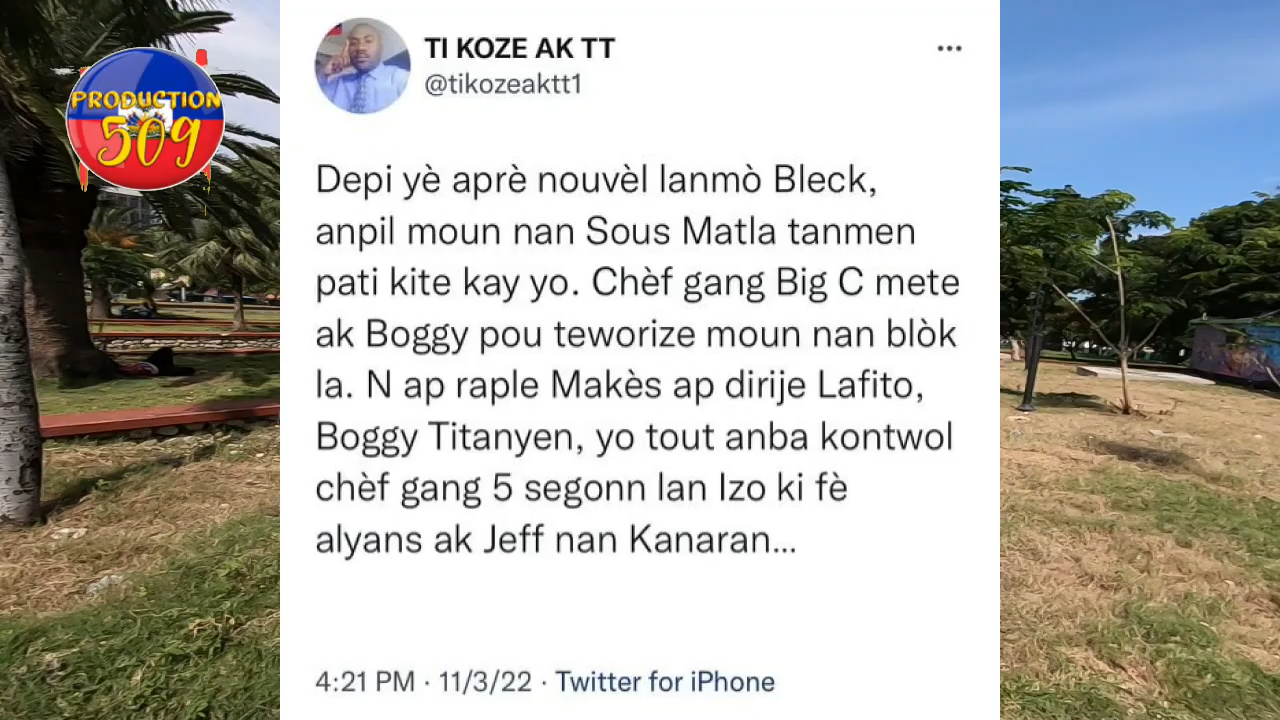 PRODUCTION
509
TI KOZE AK TT
@tikozeaktt1
Depi yè aprè nouvèl lanmò Bleck,
anpil moun nan Sous Matla tanmen
pati kite kay yo. Chèf gang Big C mete
ak Boggy pou teworize moun nan blòk
la. N ap raple Makès ap dirije Lafito,
Boggy Titanyen, yo tout anba kontwol
chèf gang 5 segonn lan Izo ki fè
alyans ak Jeff nan Kanaran...
4:21 PM · 11/3/22 · Twitter for iPhone